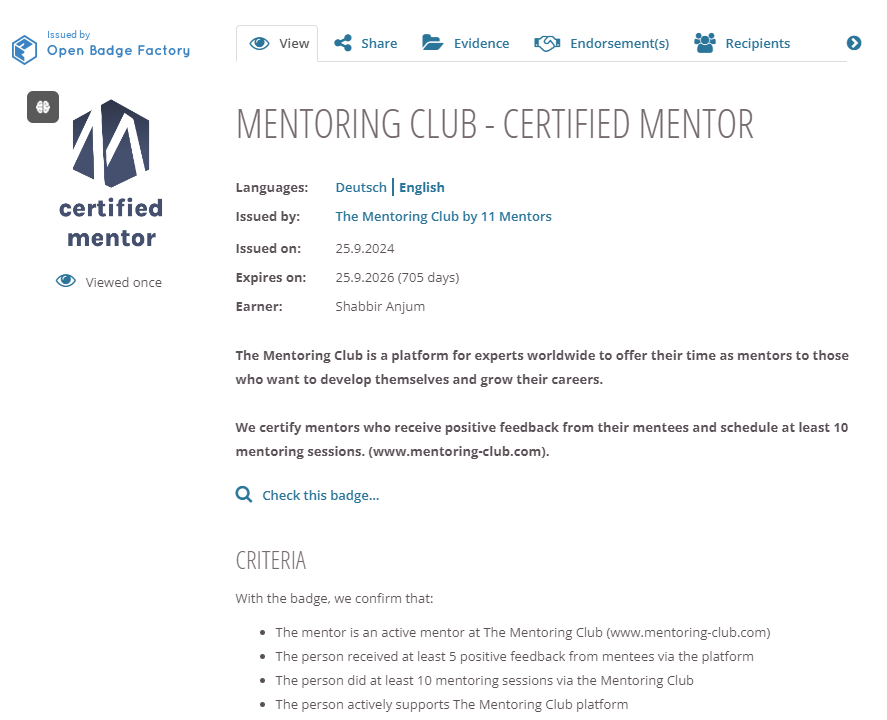 Issued by
Open Badge Factory
View
Share
Evidence
Endorsement(s)
Recipients
certified
mentor
Viewed once
MENTORING CLUB - CERTIFIED MENTOR
Languages: Deutsch | English
Issued by: The Mentoring Club by 11 Mentors
Issued on: 25.9.2024
Expires on: 25.9.2026 (705 days)
Earner: Shabbir Anjum
The Mentoring Club is a platform for experts worldwide to offer their time as mentors to those
who want to develop themselves and grow their careers.
We certify mentors who receive positive feedback from their mentees and schedule at least 10
mentoring sessions. (www.mentoring-club.com).
Check this badge...
CRITERIA
With the badge, we confirm that:
• The mentor is an active mentor at The Mentoring Club (www.mentoring-club.com)
• The person received at least 5 positive feedback from mentees via the platform
• The person did at least 10 mentoring sessions via the Mentoring Club
• The person actively supports The Mentoring Club platform